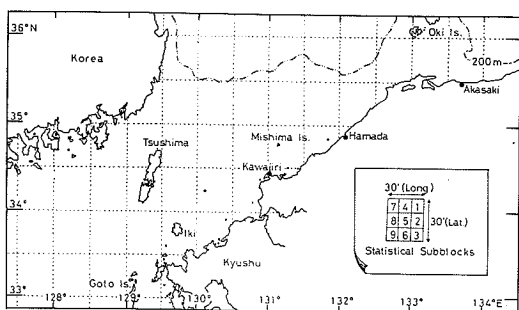 36°N
Oki Is.
Korea
200m
Akasaki
35°
Tsushima
Mishima Is.
Hamada
Kawajiri
30'(Long)
7 4 1
8 5 2
9 6 3
30'(Lat.)
Statistical Subblocks
34°
Iki
Kyushu
Goto Is.
33°
128° 129° 130° 131° 132° 133° 134°E